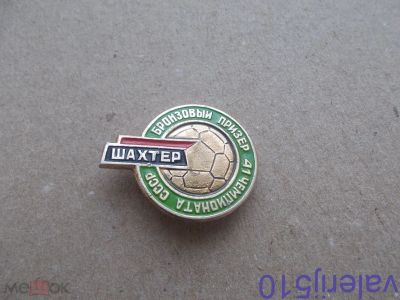 БРОНЗОВЫЙ ПРИЗЕР 41 ЧЕМПИОНАТА СССР
ШАХТЕР
мешок
valerij510